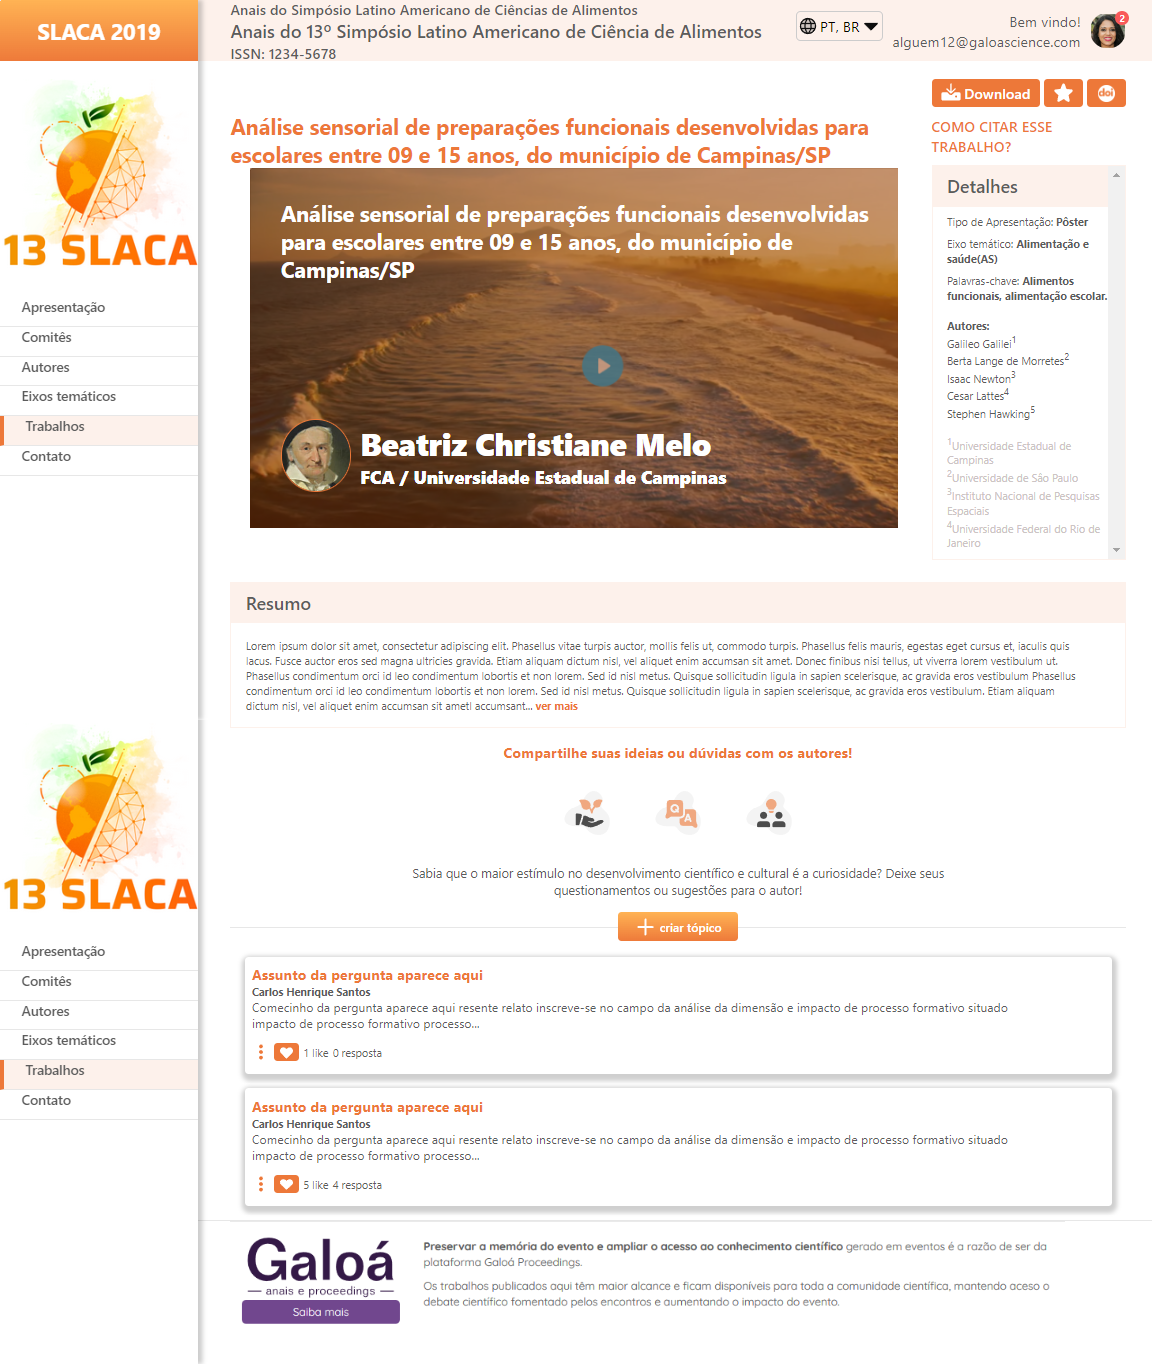 SLACA 2019
Anais do Simpósio Latino Americano de Ciências de Alimentos
Anais do 13º Simpósio Latino Americano de Ciência de Alimentos
ISSN: 1234-5678
PT, BR
Bem vindo!
alguem12@galoascience.com
2
13 SLACA
Apresentação
Comitês
Autores
Eixos temáticos
Trabalhos
Contato
Download
doi
COMO CITAR ESSE
TRABALHO?
Análise sensorial de preparações funcionais desenvolvidas para
escolares entre 09 e 15 anos, do município de Campinas/SP
Análise sensorial de preparações funcionais desenvolvidas
para escolares entre 09 e 15 anos, do município de
Campinas/SP
Beatriz Christiane Melo
FCA / Universidade Estadual de Campinas
Detalhes
Tipo de Apresentação: Pôster
Eixo temático: Alimentação e
saúde(AS)
Palavras-chave: Alimentos
funcionais, alimentação escolar.
Autores:
Galileo Galilei1
Berta Lange de Morretes2
Isaac Newton3
Cesar Lattes4
Stephen Hawking5
1Universidade Estadual de
Campinas
2Universidade de São Paulo
3Instituto Nacional de Pesquisas
Espaciais
4Universidade Federal do Rio de
Janeiro
Resumo
Lorem ipsum dolor sit amet, consectetur adipiscing elit. Phasellus vitae turpis auctor, mollis felis ut, commodo turpis. Phasellus felis mauris, egestas eget cursus et, iaculis quis
lacus. Fusce auctor eros sed magna ultricies gravida. Etiam aliquam dictum nisl, vel aliquet enim accumsan sit amet. Donec finibus nisi tellus, ut viverra lorem vestibulum ut.
Phasellus condimentum orci id leo condimentum lobortis et non lorem. Sed id nisl metus. Quisque sollicitudin ligula in sapien scelerisque, ac gravida eros vestibulum Phasellus
condimentum orci id leo condimentum lobortis et non lorem. Sed id nisl metus. Quisque sollicitudin ligula in sapien scelerisque, ac gravida eros vestibulum. Etiam aliquam
dictum nisl, vel aliquet enim accumsan sit ametl accumsant... ver mais
Compartilhe suas ideias ou dúvidas com os autores!
Q
A
Sabia que o maior estímulo no desenvolvimento científico e cultural é a curiosidade? Deixe seus
questionamentos ou sugestões para o autor!
criar tópico
13 SLACA
Apresentação
Comitês
Autores
Eixos temáticos
Trabalhos
Contato
Assunto da pergunta aparece aqui
Carlos Henrique Santos
Comecinho da pergunta aparece aqui resente relato inscreve-se no campo da análise da dimensão e impacto de processo formativo situado
impacto de processo formativo processo...
1 like 0 resposta
Assunto da pergunta aparece aqui
Carlos Henrique Santos
Comecinho da pergunta aparece aqui resente relato inscreve-se no campo da análise da dimensão e impacto de processo formativo situado
impacto de processo formativo processo...
5 like 4 resposta
Galoá
anais e proceedings
Saiba mais
Preservar a memória do evento e ampliar o acesso ao conhecimento científico gerado em eventos é a razão de ser da
plataforma Galoá Proceedings.
Os trabalhos publicados aqui têm maior alcance e ficam disponíveis para toda a comunidade científica, mantendo aceso o
debate científico fomentado pelos encontros e aumentando o impacto do evento.